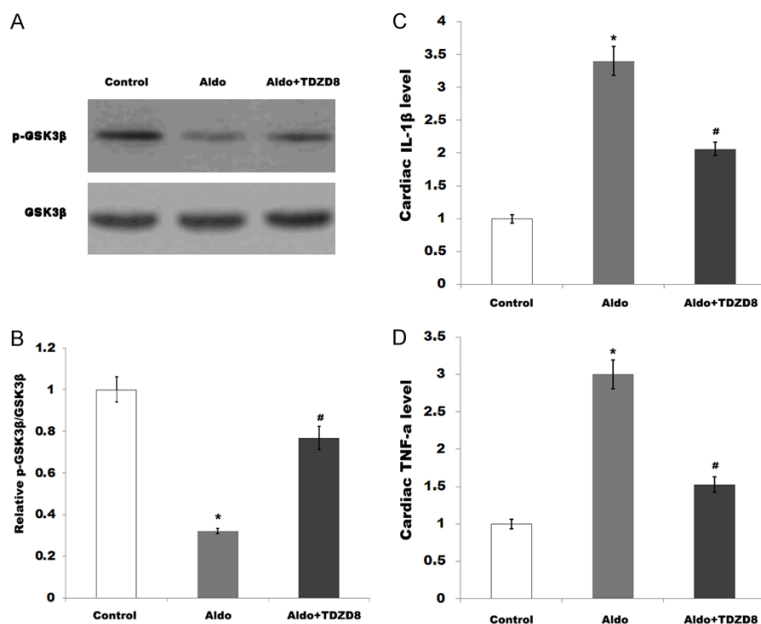 A
Control Aldo Aldo+TDZD8
p-GSK3β
GSK3β
B
Relative p-GSK3β/GSK3β
1.2
1
0.8
0.6
0.4
0.2
0
*
#
Control Aldo Aldo+TDZD8
C
Cardiac IL-1β level
4
3.5
3
2.5
2
1.5
1
0.5
0
*
#
Control Aldo Aldo+TDZD8
D
Cardiac TNF-a level
3.5
3
2.5
2
1.5
1
0.5
0
*
#
Control Aldo Aldo+TDZD8